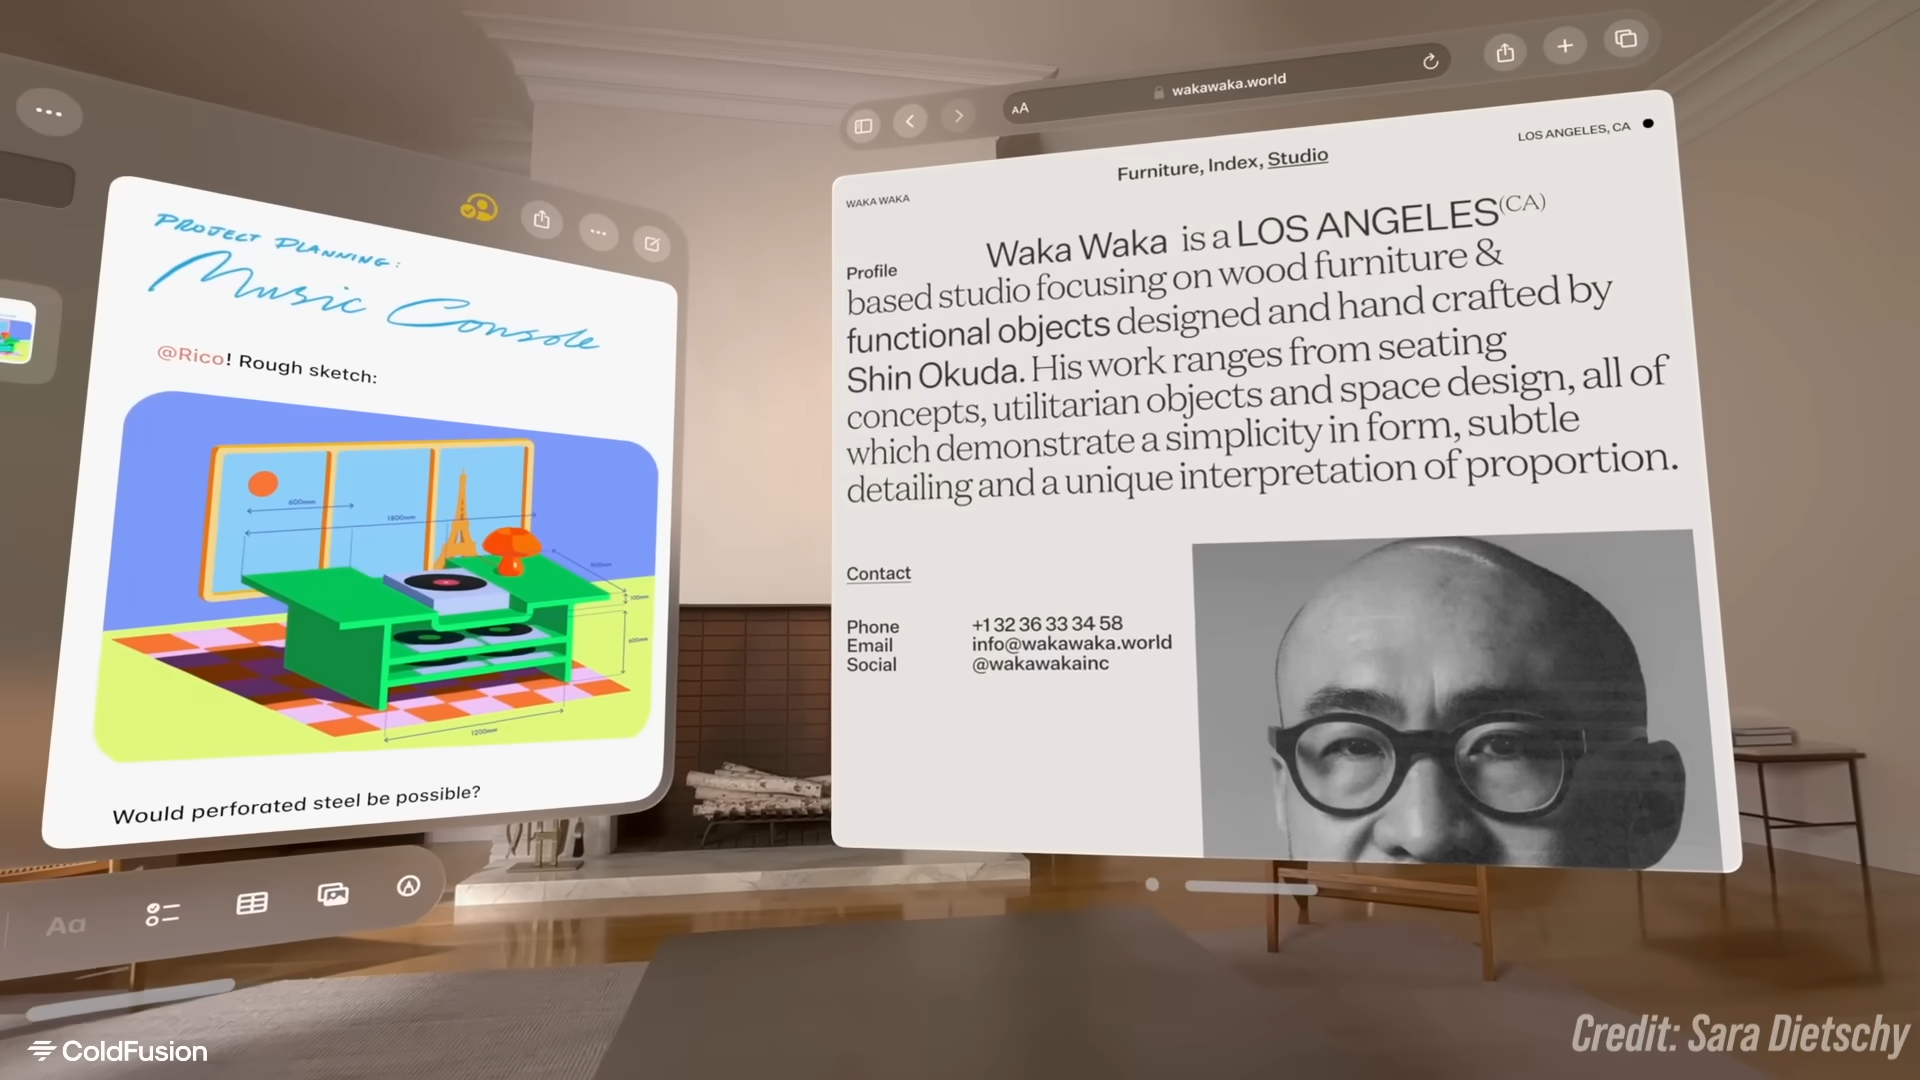 PROJECT PLANNING:
Music Console
@Rico! Rough sketch:
600mm
1800mm
900mm
100mm
600mm
1200mm
Would perforated steel be possible?
Aa
AA
wakawaka.world
WAKA WAKA
Furniture, Index, Studio
LOS ANGELES, CA
Profile
Waka Waka is a LOS ANGELES(CA)
based studio focusing on wood furniture &
functional objects designed and hand crafted by
Shin Okuda. His work ranges from seating
concepts, utilitarian objects and space design, all of
which demonstrate a simplicity in form, subtle
detailing and a unique interpretation of proportion.
Contact
Phone +1 32 36 33 34 58
Email info@wakawaka.world
Social @wakawakainc
ColdFusion
Credit: Sara Dietschy